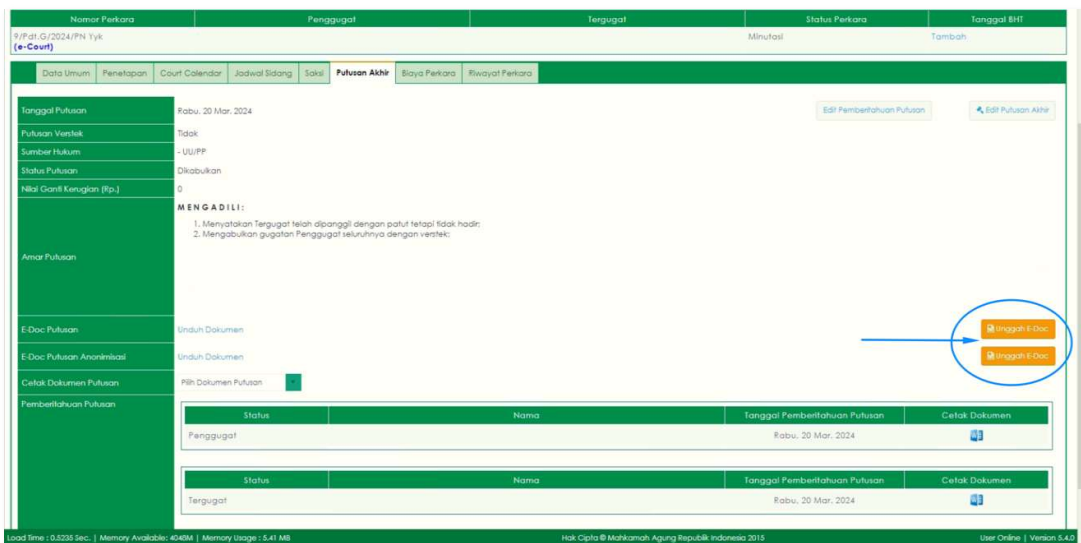 Nomor Perkara Penggugat Tergugat Status Perkara Tanggal BHT
9/Pdt.G/2024/PN Yyk Minutasi Tambah
(e-Court)
Data Umum Penetapan Court Calendar Jadwal Sidang Saksi Putusan Akhir Biaya Perkara Riwayat Perkara
Tanggal Putusan Rabu, 20 Mar. 2024 Edit Pemberitahuan Putusan Edit Putusan Akhir
Putusan Verstek Tidak
Sumber Hukum - UU/PP
Status Putusan Dikabulkan
Nilai Ganti Kerugian (Rp.) 0
MENGADILI:
1. Menyatakan Tergugat telah dipanggil dengan patut tetapi tidak hadir;
2. Mengabulkan gugatan Penggugat seluruhnya dengan verstek;
Amar Putusan
E-Doc Putusan Unduh Dokumen Unggah E-Doc
E-Doc Putusan Anonimisasi Unduh Dokumen Unggah E-Doc
Cetak Dokumen Putusan Pilih Dokumen Putusan
Pemberitahuan Putusan
Status Nama Tanggal Pemberitahuan Putusan Cetak Dokumen
Penggugat Rabu, 20 Mar. 2024
Status Nama Tanggal Pemberitahuan Putusan Cetak Dokumen
Tergugat Rabu, 20 Mar. 2024
Load Time : 0.5235 Sec. | Memory Available: 4048M | Memory Usage : 5.41 MB Hak Cipta @ Mahkamah Agung Republik Indonesia 2015 User Online | Version 5.4.0